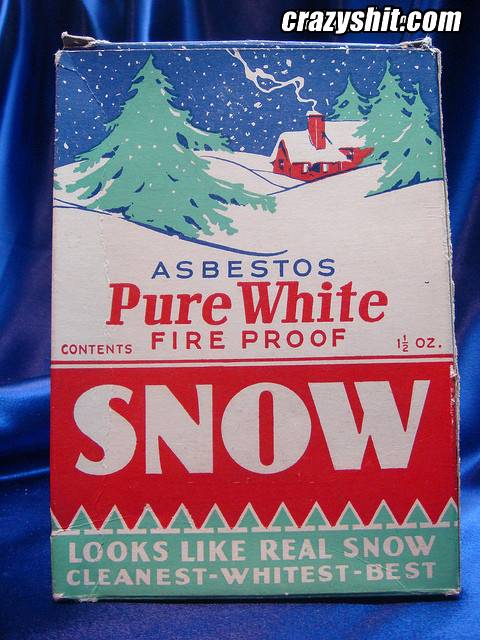 crazyshit.com
ASBESTOS
Pure White
CONTENTS FIRE PROOF 1½ OZ.
SNOW
LOOKS LIKE REAL SNOW
CLEANEST-WHITEST-BEST